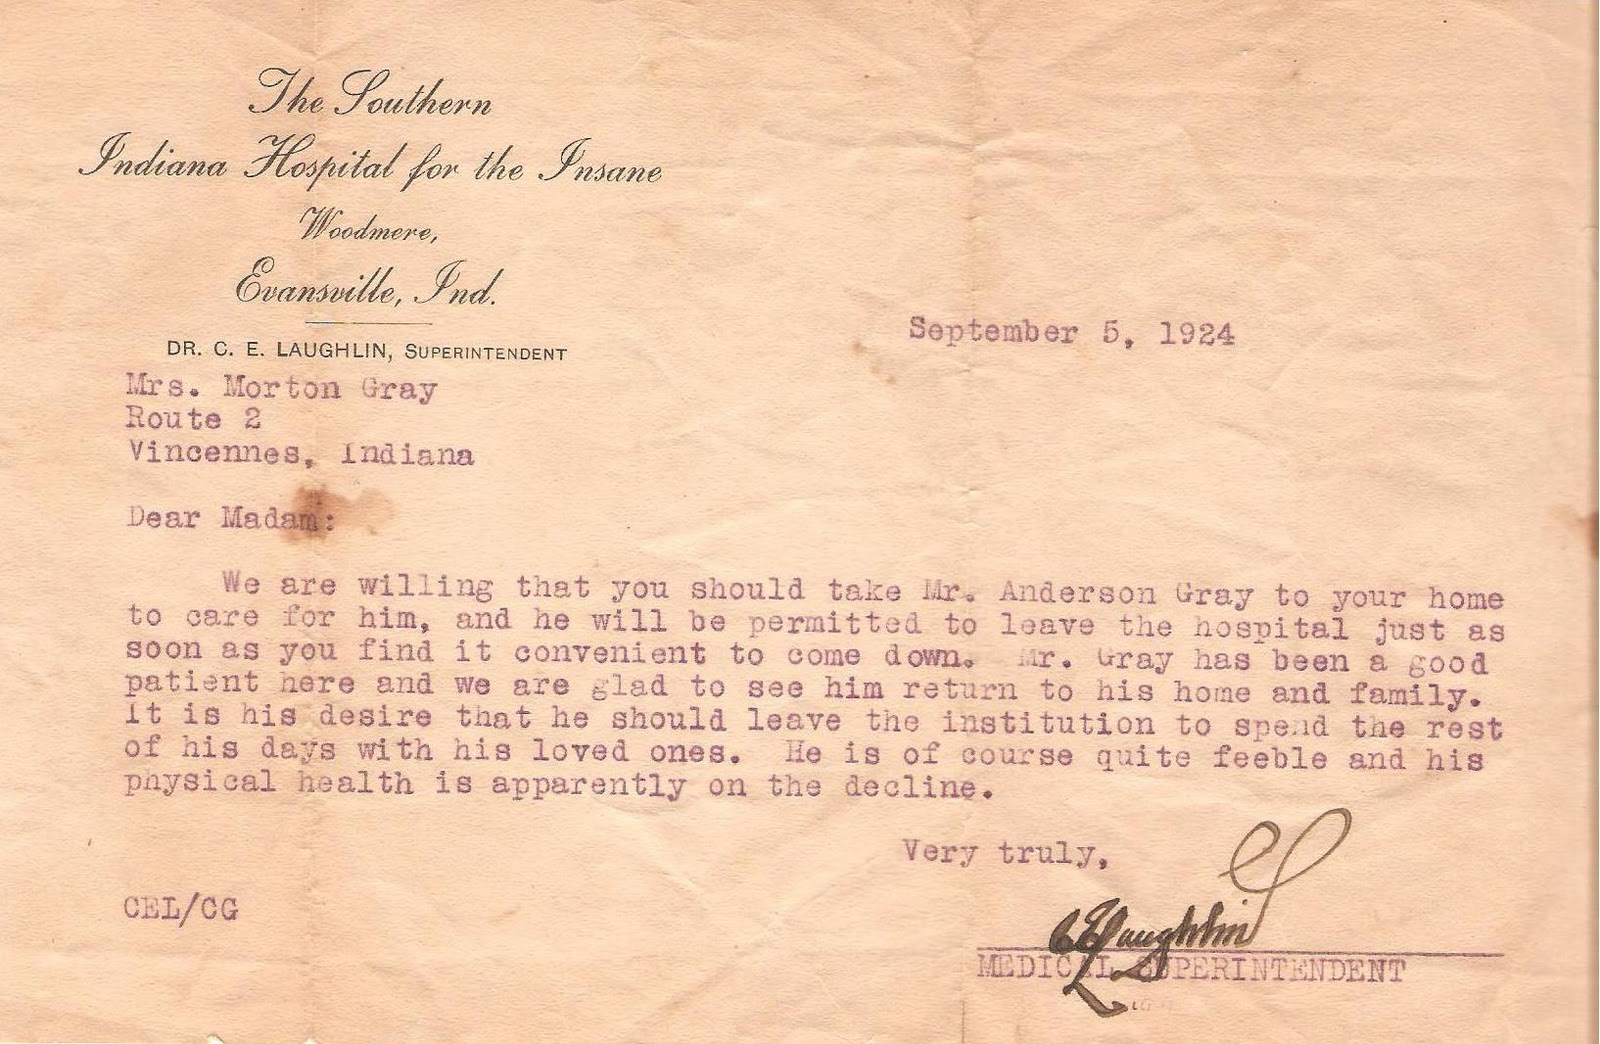 The Southern
Indiana Hospital for the Insane
Woodmere,
Evansville, Ind.
DR. C. E. LAUGHLIN, SUPERINTENDENT
September 5, 1924
Mrs. Morton Gray
Route 2
Vincennes, Indiana
Dear Madam:
We are willing that you should take Mr. Anderson Gray to your home
to care for him, and he will be permitted to leave the hospital just as
soon as you find it convenient to come down. Mr. Gray has been a good
patient here and we are glad to see him return to his home and family.
It is his desire that he should leave the institution to spend the rest
of his days with his loved ones. He is of course quite feeble and his
physical health is apparently on the decline.
Very truly,
CEL/CG
C E Laughlin
MEDICAL SUPERINTENDENT